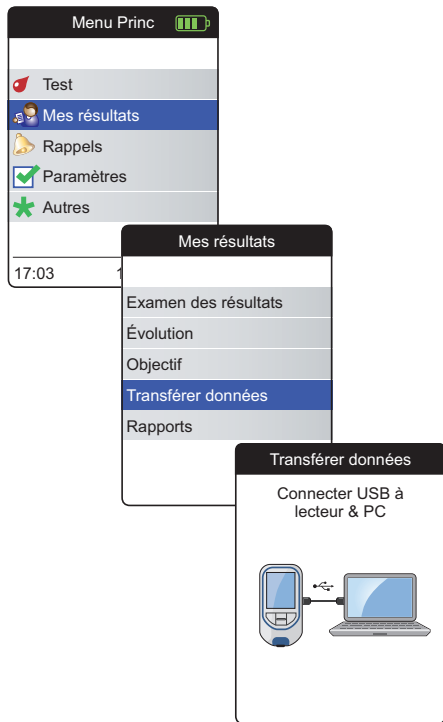 Menu Princ
Test
Mes résultats
Rappels
Paramètres
Autres
17:03 1
Mes résultats
Examen des résultats
Évolution
Objectif
Transférer données
Rapports
Transférer données
Connecter USB à
lecteur & PC